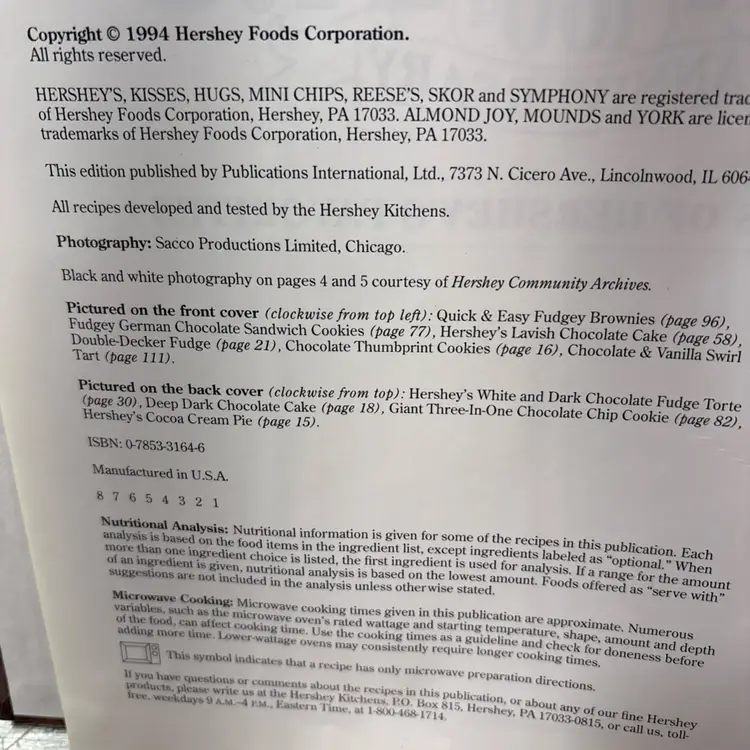 Copyright © 1994 Hershey Foods Corporation.
All rights reserved.
HERSHEY'S, KISSES, HUGS, MINI CHIPS, REESE'S, SKOR and SYMPHONY are registered trad
of Hershey Foods Corporation, Hershey, PA 17033. ALMOND JOY, MOUNDS and YORK are licen
trademarks of Hershey Foods Corporation, Hershey, PA 17033.
This edition published by Publications International, Ltd., 7373 N. Cicero Ave., Lincolnwood, IL 606
All recipes developed and tested by the Hershey Kitchens.
Photography: Sacco Productions Limited, Chicago.
Black and white photography on pages 4 and 5 courtesy of Hershey Community Archives.
Pictured on the front cover (clockwise from top left): Quick & Easy Fudgey Brownies (page 96),
Fudgey German Chocolate Sandwich Cookies (page 77), Hershey's Lavish Chocolate Cake (page 58),
Double-Decker Fudge (page 21), Chocolate Thumbprint Cookies (page 16), Chocolate & Vanilla Swirl
Tart (page 111).
Pictured on the back cover (clockwise from top): Hershey's White and Dark Chocolate Fudge Torte
(page 30), Deep Dark Chocolate Cake (page 18), Giant Three-In-One Chocolate Chip Cookie (page 82),
Hershey's Cocoa Cream Pie (page 15).
ISBN: 0-7853-3164-6
Manufactured in U.S.A.
8 7 6 5 4 3 2 1
Nutritional Analysis: Nutritional information is given for some of the recipes in this publication. Each
analysis is based on the food items in the ingredient list, except ingredients labeled as "optional." When
more than one ingredient choice is listed, the first ingredient is used for analysis. If a range for the amount
of an ingredient is given, nutritional analysis is based on the lowest amount. Foods offered as "serve with"
suggestions are not included in the analysis unless otherwise stated.
Microwave Cooking: Microwave cooking times given in this publication are approximate. Numerous
variables, such as the microwave oven's rated wattage and starting temperature, shape, amount and depth
of the food, can affect cooking time. Use the cooking times as a guideline and check for doneness before
adding more time. Lower-wattage ovens may consistently require longer cooking times.
This symbol indicates that a recipe has only microwave preparation directions.
If you have questions or comments about the recipes in this publication, or about any of our fine Hershey
products, please write us at the Hershey Kitchens, P.O. Box 815, Hershey, PA 17033-0815, or call us, toll-
free, weekdays 9 A.M.–4 P.M., Eastern Time, at 1-800-468-1714.